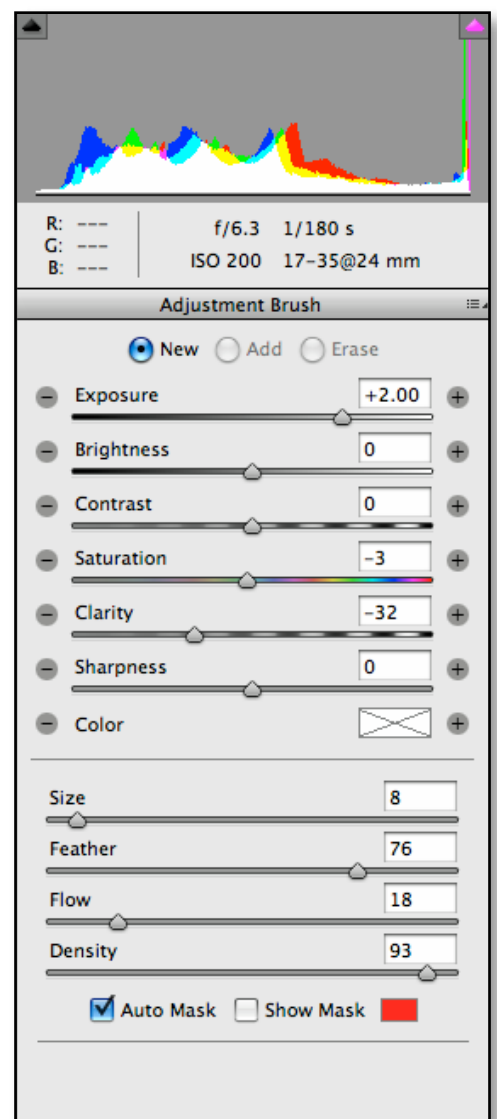 R: ---
G: ---
B: ---
f/6.3 1/180 s
ISO 200 17-35@24 mm
Adjustment Brush
New Add Erase
Exposure +2.00
Brightness 0
Contrast 0
Saturation -3
Clarity -32
Sharpness 0
Color
Size 8
Feather 76
Flow 18
Density 93
Auto Mask Show Mask